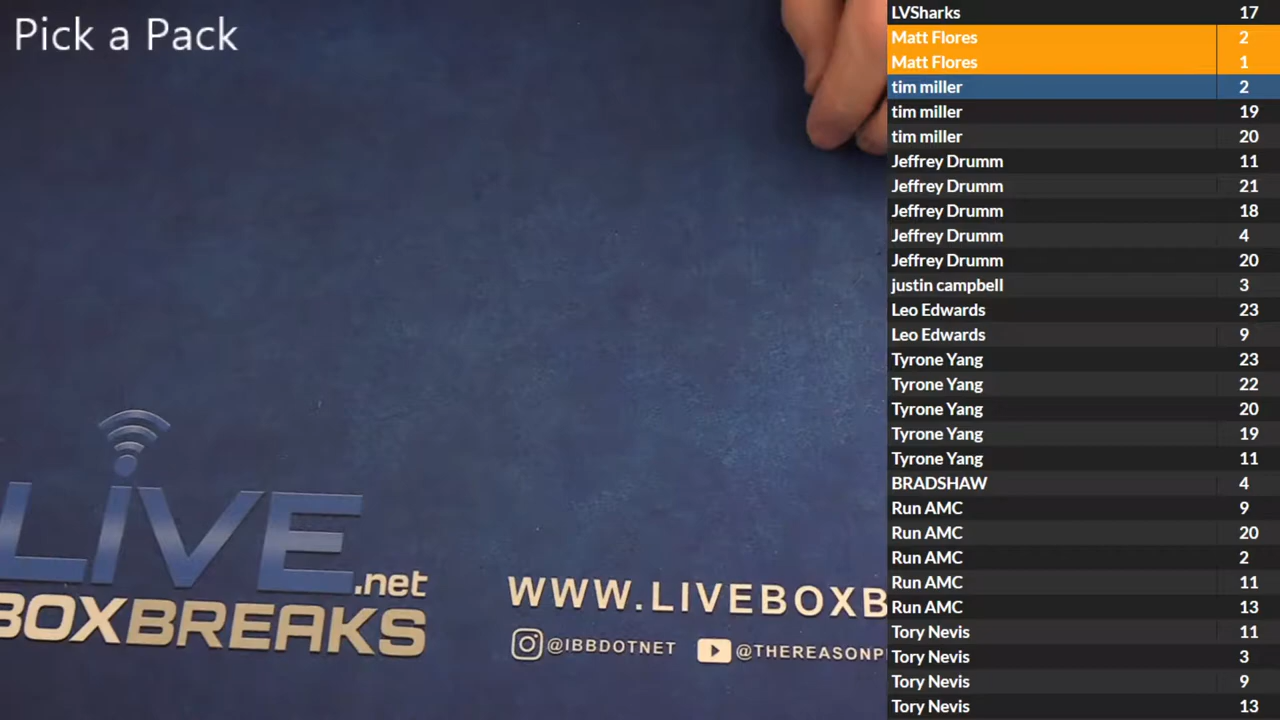 Pick a Pack
LIVE.net
BOXBREAKS
WWW.LIVEBOXB
@IBBDOTNET
@THEREASONP
LVSharks 17
Matt Flores 2
Matt Flores 1
tim miller 2
tim miller 19
tim miller 20
Jeffrey Drumm 11
Jeffrey Drumm 21
Jeffrey Drumm 18
Jeffrey Drumm 4
Jeffrey Drumm 20
justin campbell 3
Leo Edwards 23
Leo Edwards 9
Tyrone Yang 23
Tyrone Yang 22
Tyrone Yang 20
Tyrone Yang 19
Tyrone Yang 11
BRADSHAW 4
Run AMC 9
Run AMC 20
Run AMC 2
Run AMC 11
Run AMC 13
Tory Nevis 11
Tory Nevis 3
Tory Nevis 9
Tory Nevis 13